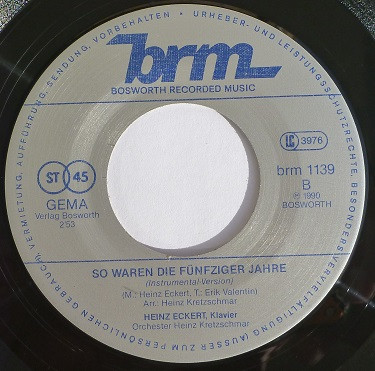 URHEBER- UND LEISTUNGSSCHUTZRECHTE, BESONDERS VERVIELFÄLTIGUNG (AUSSER ZUM PERSÖNLICHEN GEBRAUCH), VERMIETUNG, AUFFÜHRUNG, SENDUNG, VORBEHALTEN •
brm
BOSWORTH RECORDED MUSIC
LC 3976
ST 45
brm 1139
B
GEMA
Verlag Bosworth
2'53
℗ 1990
BOSWORTH
SO WAREN DIE FÜNFZIGER JAHRE
(Instrumental-Version)
(M.: Heinz Eckert, T.: Erik Valentin)
Arr.: Heinz Kretzschmar
HEINZ ECKERT, Klavier
Orchester Heinz Kretzschmar